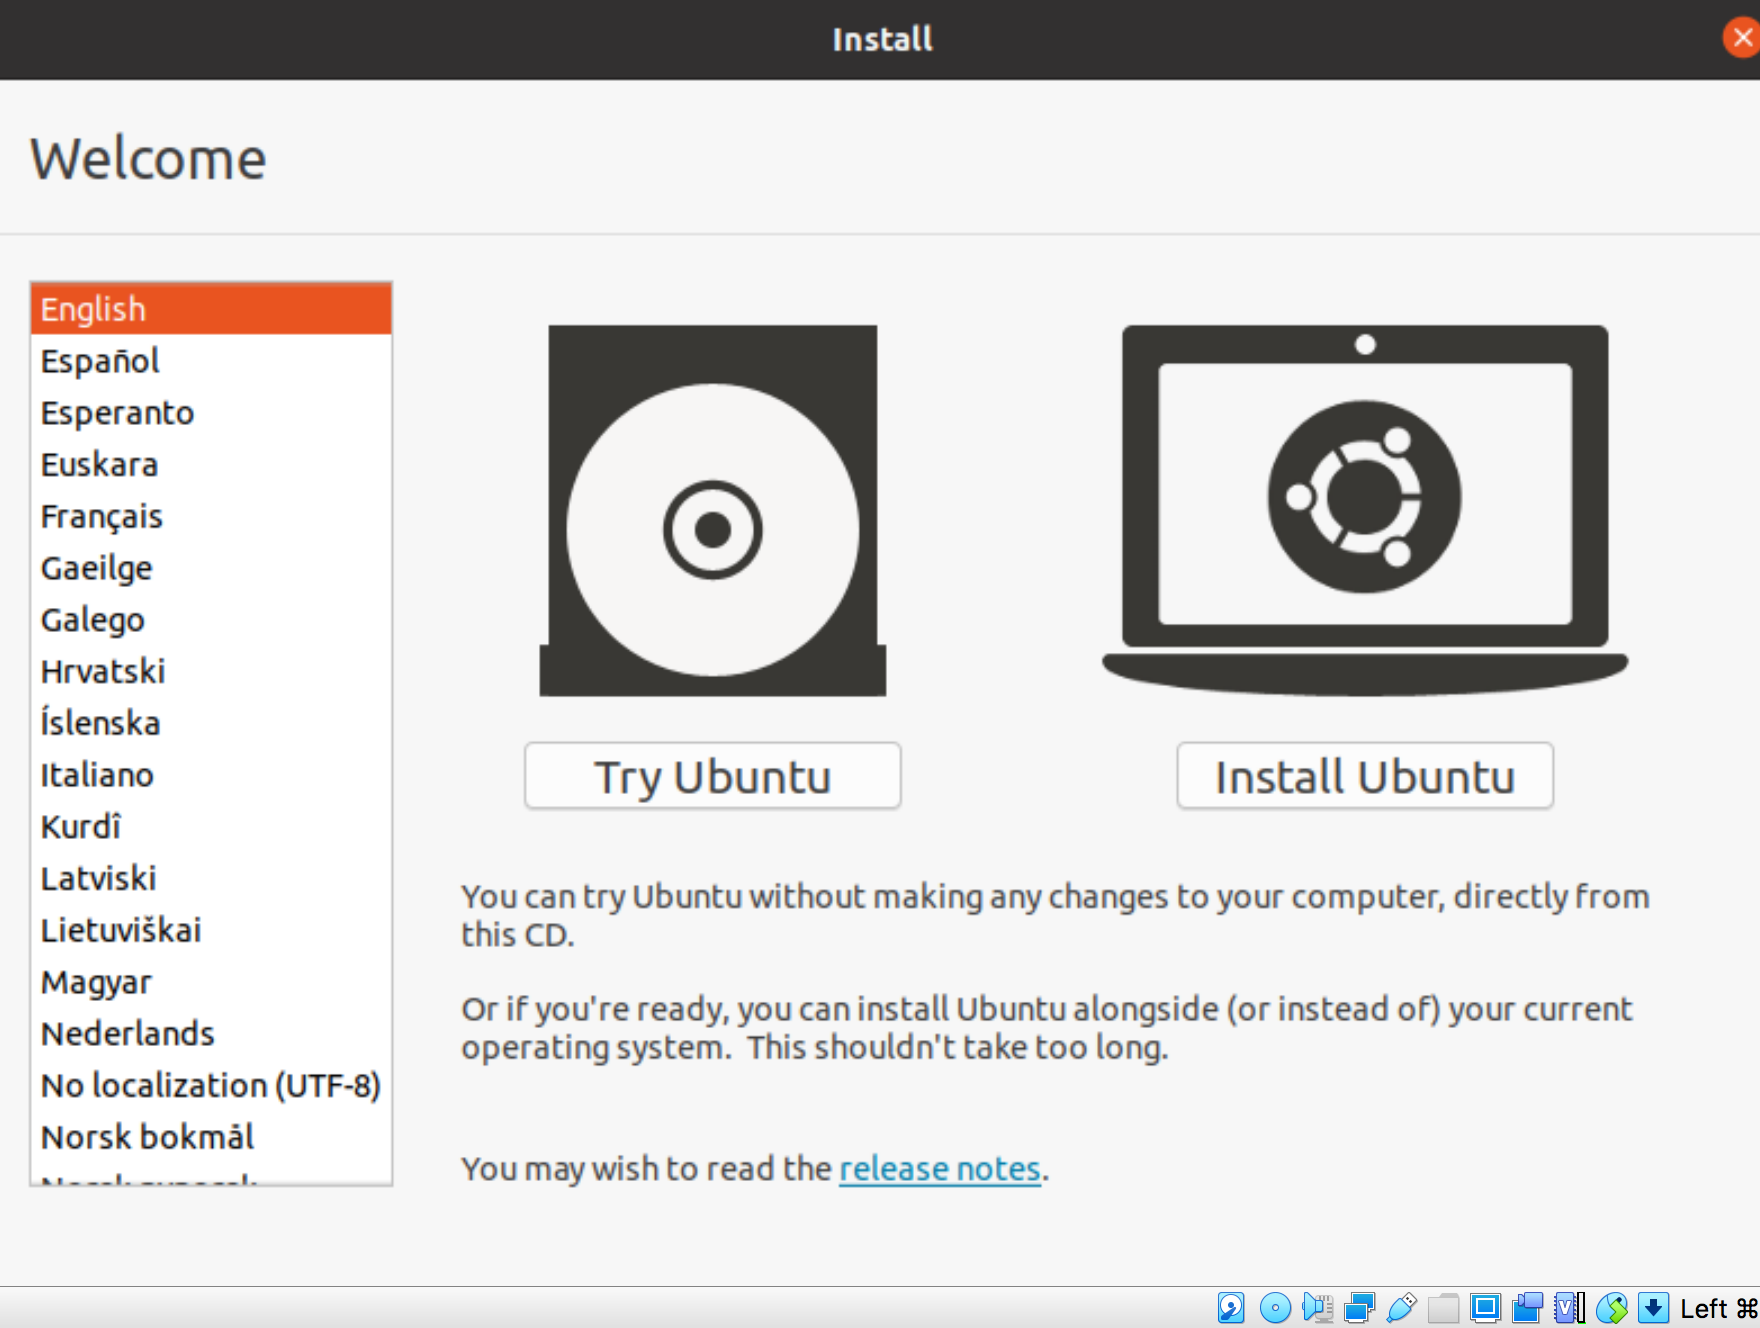 Install
Welcome
English
Español
Esperanto
Euskara
Français
Gaeilge
Galego
Hrvatski
Íslenska
Italiano
Kurdî
Latviski
Lietuviškai
Magyar
Nederlands
No localization (UTF-8)
Norsk bokmål
Try Ubuntu
Install Ubuntu
You can try Ubuntu without making any changes to your computer, directly from
this CD.
Or if you're ready, you can install Ubuntu alongside (or instead of) your current
operating system.  This shouldn't take too long.
You may wish to read the release notes.
Left ⌘